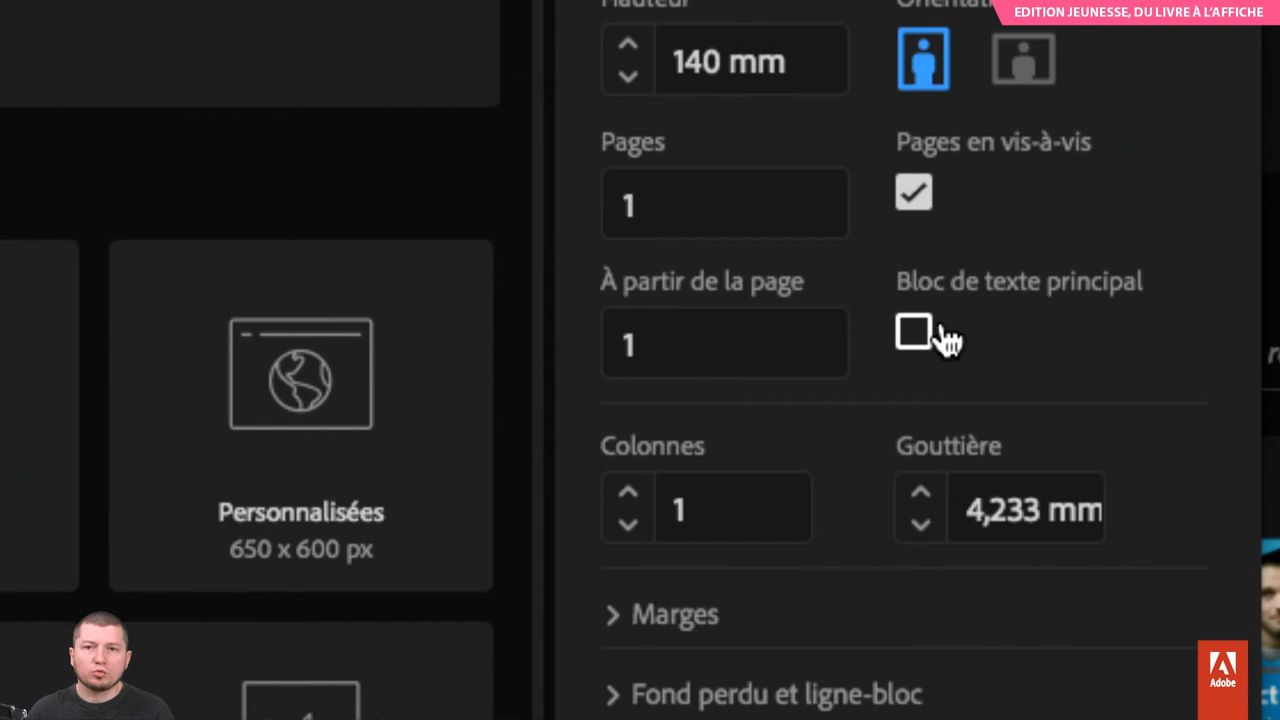 EDITION JEUNESSE, DU LIVRE À L'AFFICHE
Hauteur
140 mm
Pages
Pages en vis-à-vis
1
À partir de la page
Bloc de texte principal
1
Colonnes
Gouttière
1
4,233 mm
Personnalisées
650 x 600 px
Marges
Fond perdu et ligne-bloc
Adobe